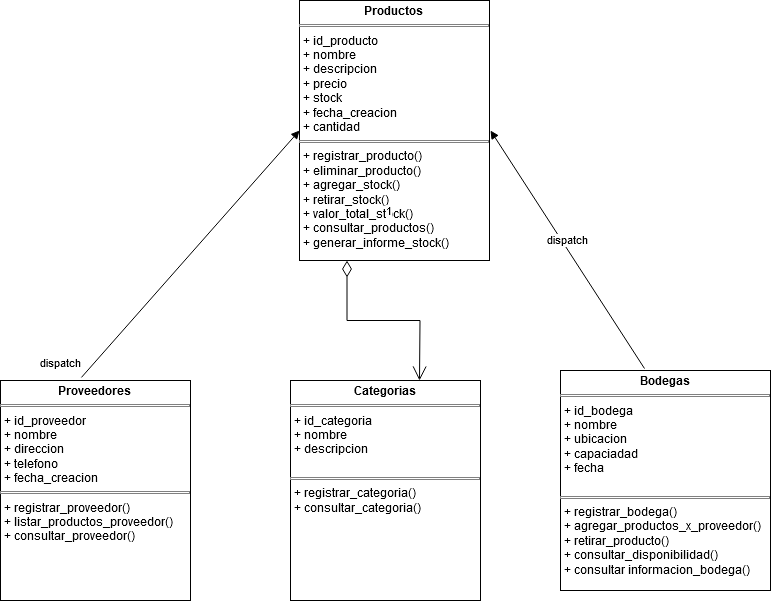 Productos
+ id_producto
+ nombre
+ descripcion
+ precio
+ stock
+ fecha_creacion
+ cantidad
+ registrar_producto()
+ eliminar_producto()
+ agregar_stock()
+ retirar_stock()
+ valor_total_stock()
1
+ consultar_productos()
+ generar_informe_stock()
dispatch
dispatch
Proveedores
+ id_proveedor
+ nombre
+ direccion
+ telefono
+ fecha_creacion
+ registrar_proveedor()
+ listar_productos_proveedor()
+ consultar_proveedor()
Categorias
+ id_categoria
+ nombre
+ descripcion
+ registrar_categoria()
+ consultar_categoria()
Bodegas
+ id_bodega
+ nombre
+ ubicacion
+ capaciadad
+ fecha
+ registrar_bodega()
+ agregar_productos_x_proveedor()
+ retirar_producto()
+ consultar_disponibilidad()
+ consultar informacion_bodega()